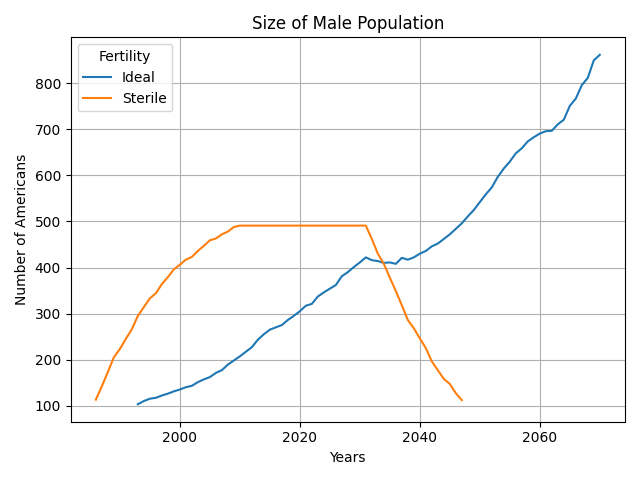 Size of Male Population
Fertility
Ideal
Sterile
Number of Americans
800
700
600
500
400
300
200
100
2000 2020 2040 2060
Years